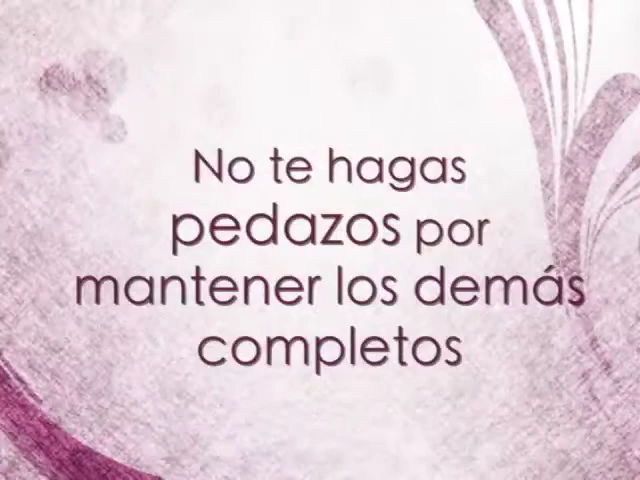 No te hagas
pedazos por
mantener los demás
completos